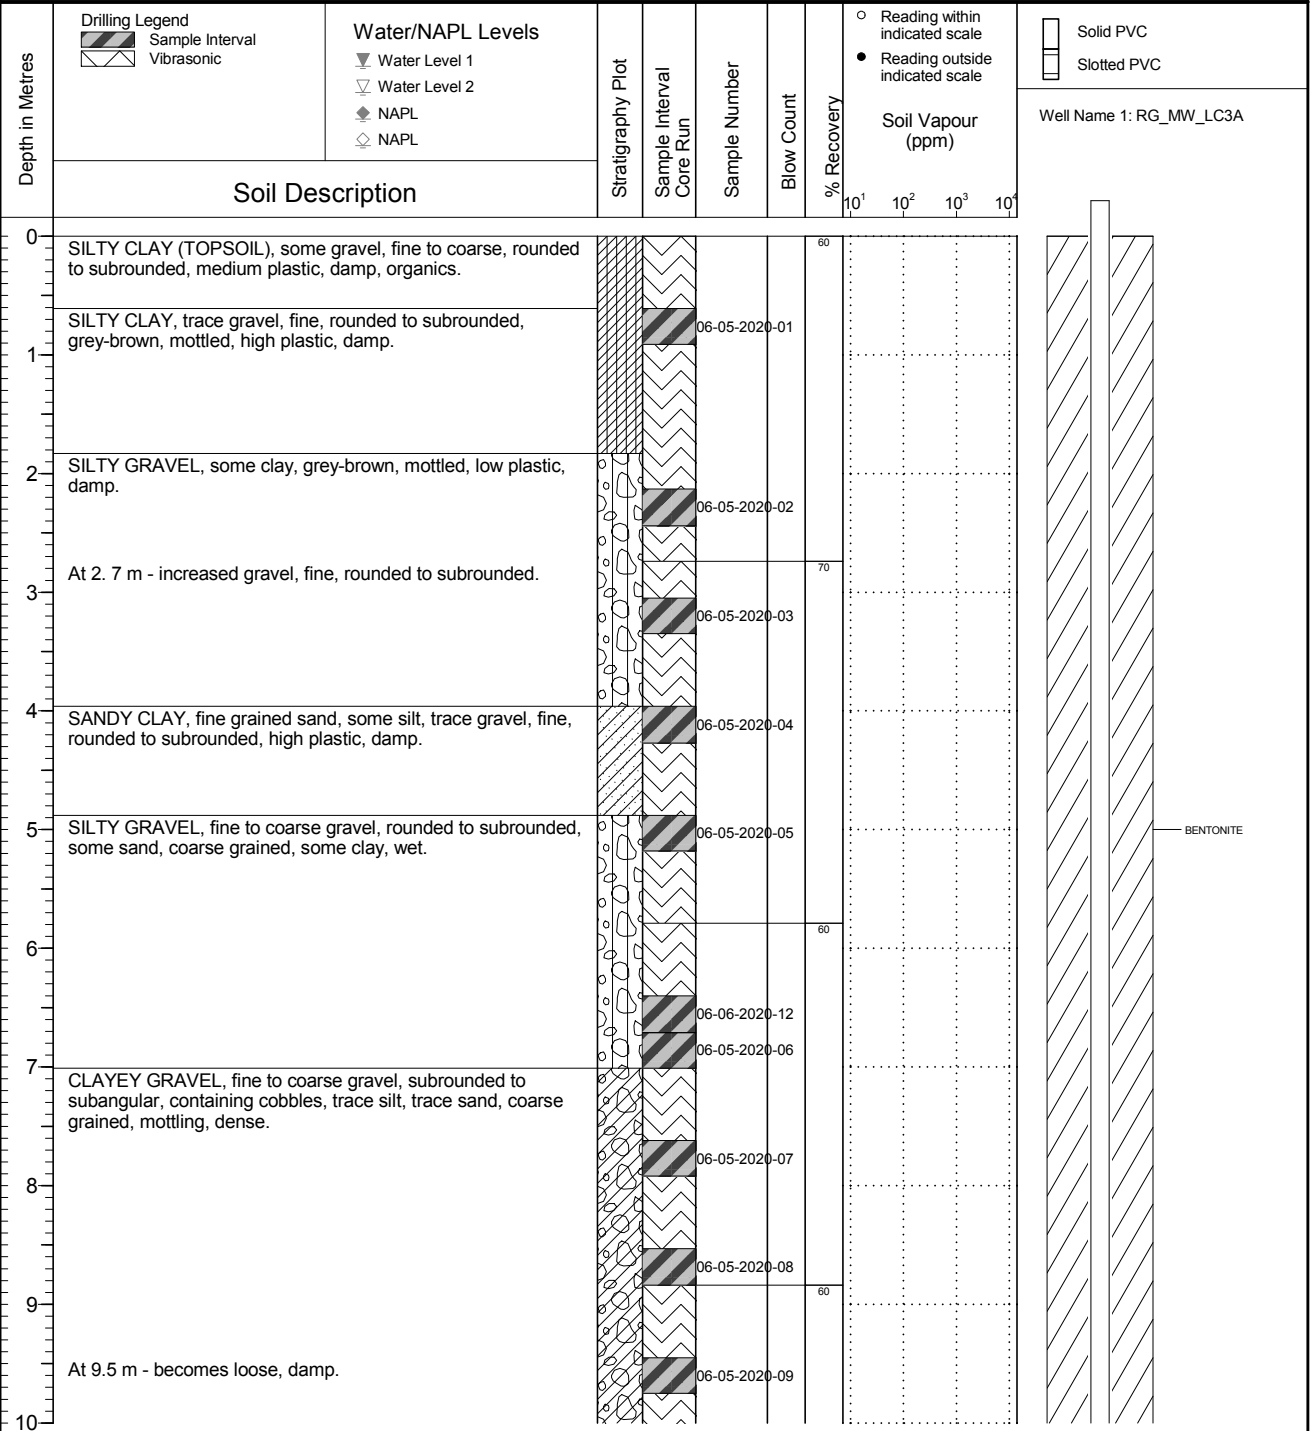 Drilling Legend
Sample Interval
Vibrasonic
Water/NAPL Levels
Water Level 1
Water Level 2
NAPL
NAPL
Depth in Metres
Soil Description
Stratigraphy Plot
Sample Interval
Core Run
Sample Number
Blow Count
% Recovery
Reading within
indicated scale
Reading outside
indicated scale
Soil Vapour
(ppm)
10¹ 10² 10³ 10⁴
Solid PVC
Slotted PVC
Well Name 1: RG_MW_LC3A
0
SILTY CLAY (TOPSOIL), some gravel, fine to coarse, rounded
to subrounded, medium plastic, damp, organics.
60
SILTY CLAY, trace gravel, fine, rounded to subrounded,
grey-brown, mottled, high plastic, damp.
06-05-2020-01
1
SILTY GRAVEL, some clay, grey-brown, mottled, low plastic,
damp.
2
06-05-2020-02
At 2. 7 m - increased gravel, fine, rounded to subrounded.
70
3
06-05-2020-03
4
SANDY CLAY, fine grained sand, some silt, trace gravel, fine,
rounded to subrounded, high plastic, damp.
06-05-2020-04
5
SILTY GRAVEL, fine to coarse gravel, rounded to subrounded,
some sand, coarse grained, some clay, wet.
06-05-2020-05
BENTONITE
60
6
06-06-2020-12
06-05-2020-06
7
CLAYEY GRAVEL, fine to coarse gravel, subrounded to
subangular, containing cobbles, trace silt, trace sand, coarse
grained, mottling, dense.
06-05-2020-07
8
06-05-2020-08
60
9
At 9.5 m - becomes loose, damp.
06-05-2020-09
10